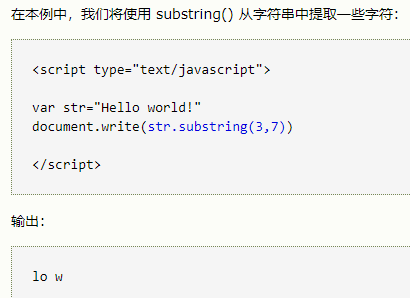 在本例中，我们将使用 substring() 从字符串中提取一些字符：
<script type="text/javascript">
var str="Hello world!"
document.write(str.substring(3,7))
</script>
输出：
lo w